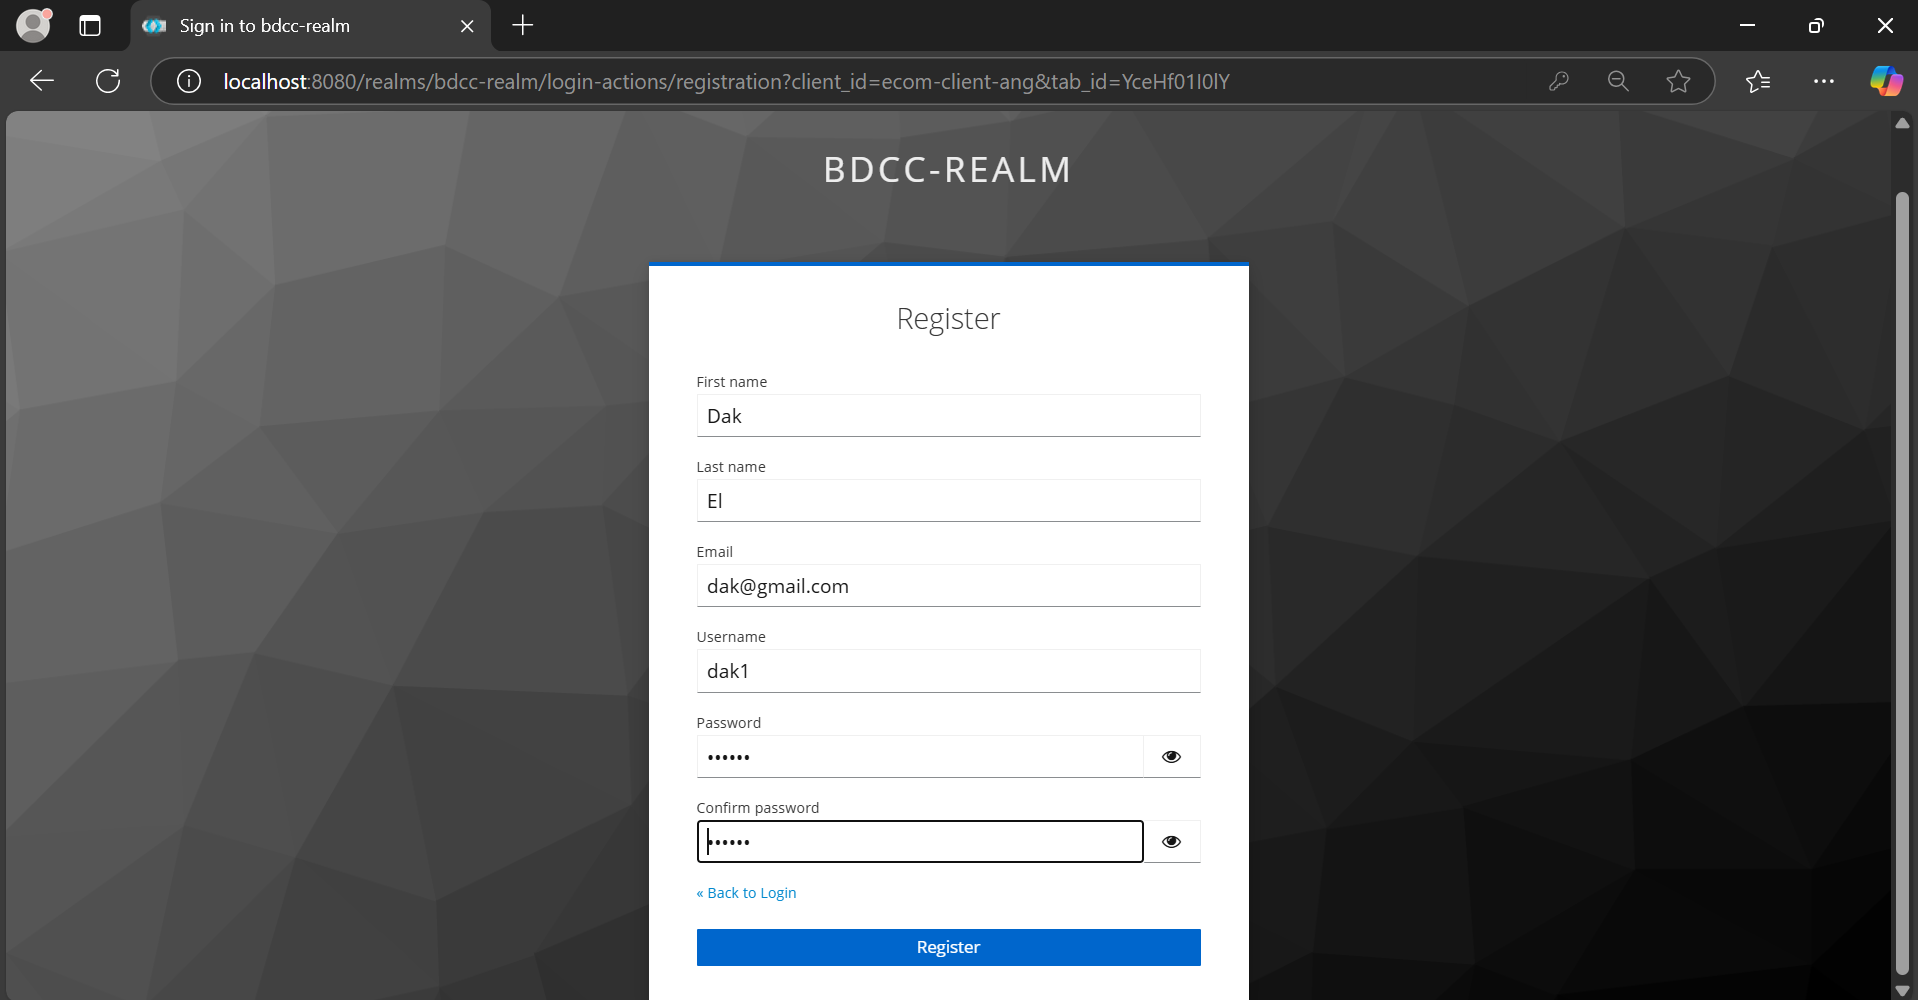 Sign in to bdcc-realm
localhost:8080/realms/bdcc-realm/login-actions/registration?client_id=ecom-client-ang&tab_id=YceHf01I0lY
BDCC-REALM
Register
First name
Dak
Last name
El
Email
dak@gmail.com
Username
dak1
Password
••••••
Confirm password
••••••
« Back to Login
Register